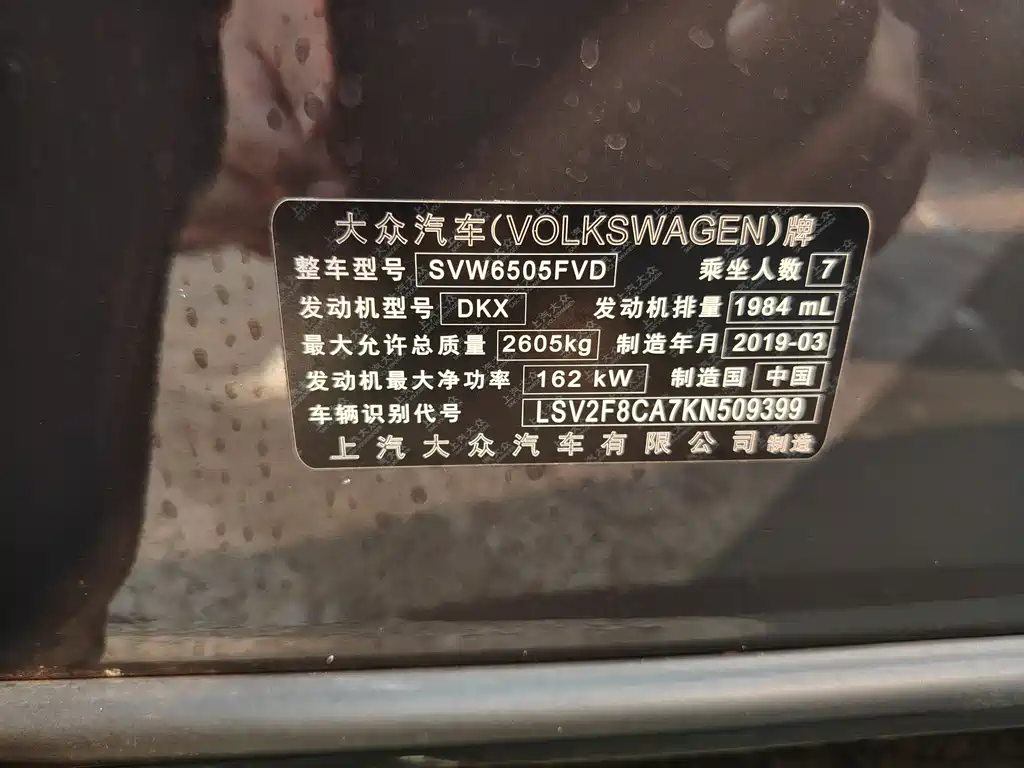 大众汽车(VOLKSWAGEN)牌
整车型号 SVW6505FVD 乘坐人数 7
发动机型号 DKX 发动机排量 1984 mL
最大允许总质量 2605kg 制造年月 2019-03
发动机最大净功率 162 kW 制造国 中国
车辆识别代号 LSV2F8CA7KN509399
上汽大众汽车有限公司 制造